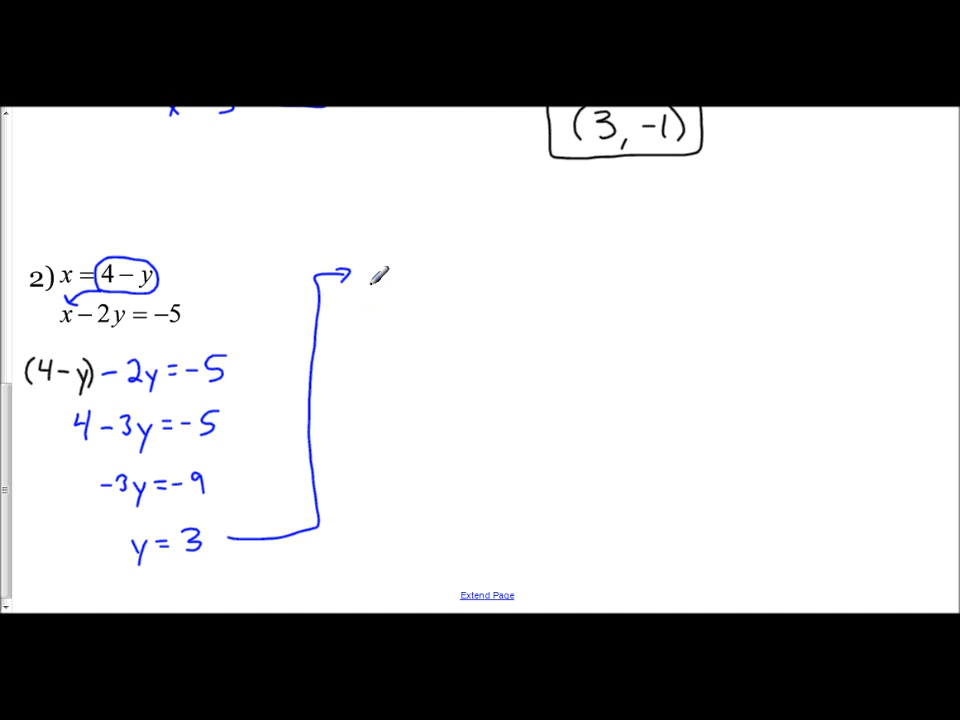 (3, -1)
2) x = 4 − y
x − 2y = −5
(4-y) - 2y = -5
4 - 3y = -5
-3y = -9
y = 3
Extend Page